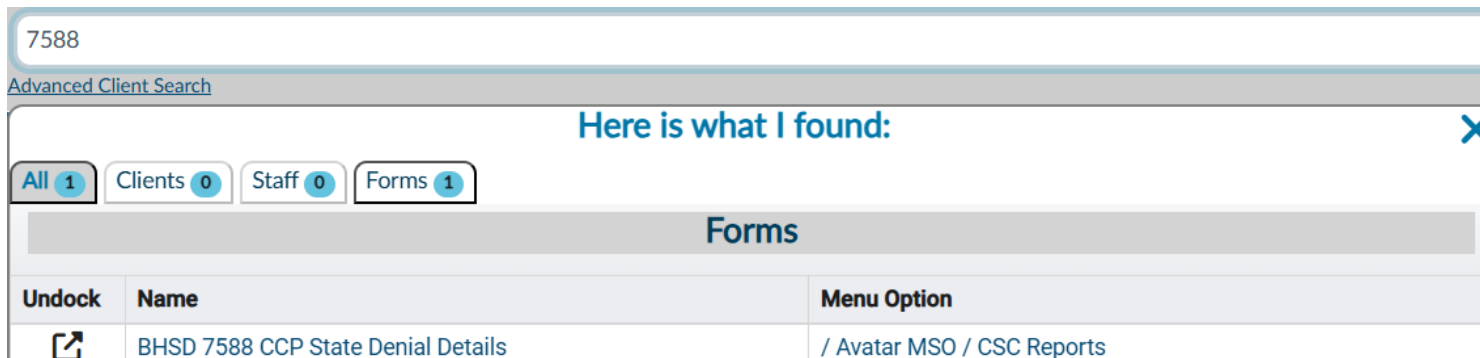 7588
Advanced Client Search
Here is what I found:
All 1 Clients 0 Staff 0 Forms 1
Forms
Undock Name Menu Option
BHSD 7588 CCP State Denial Details / Avatar MSO / CSC Reports